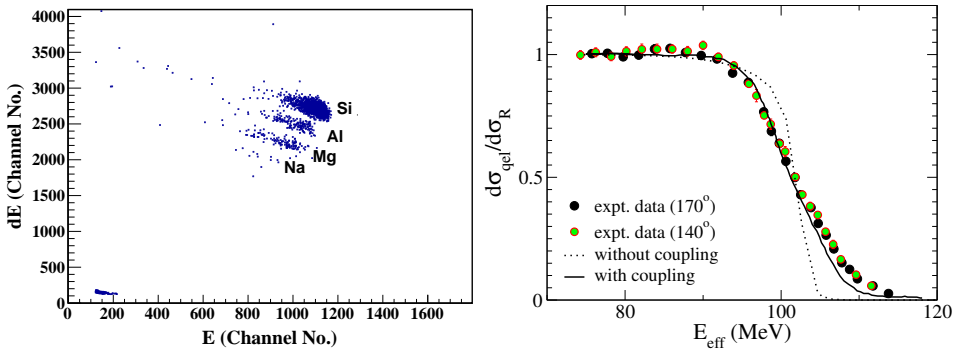 4000
3500
3000
2500
2000
1500
1000
500
0
dE (Channel No.)
Si
Al
Mg
Na
0 200 400 600 800 1000 1200 1400 1600
E (Channel No.)
1
0.5
0
dσqel/dσR
expt. data (170°)
expt. data (140°)
without coupling
with coupling
80 100 120
Eeff (MeV)